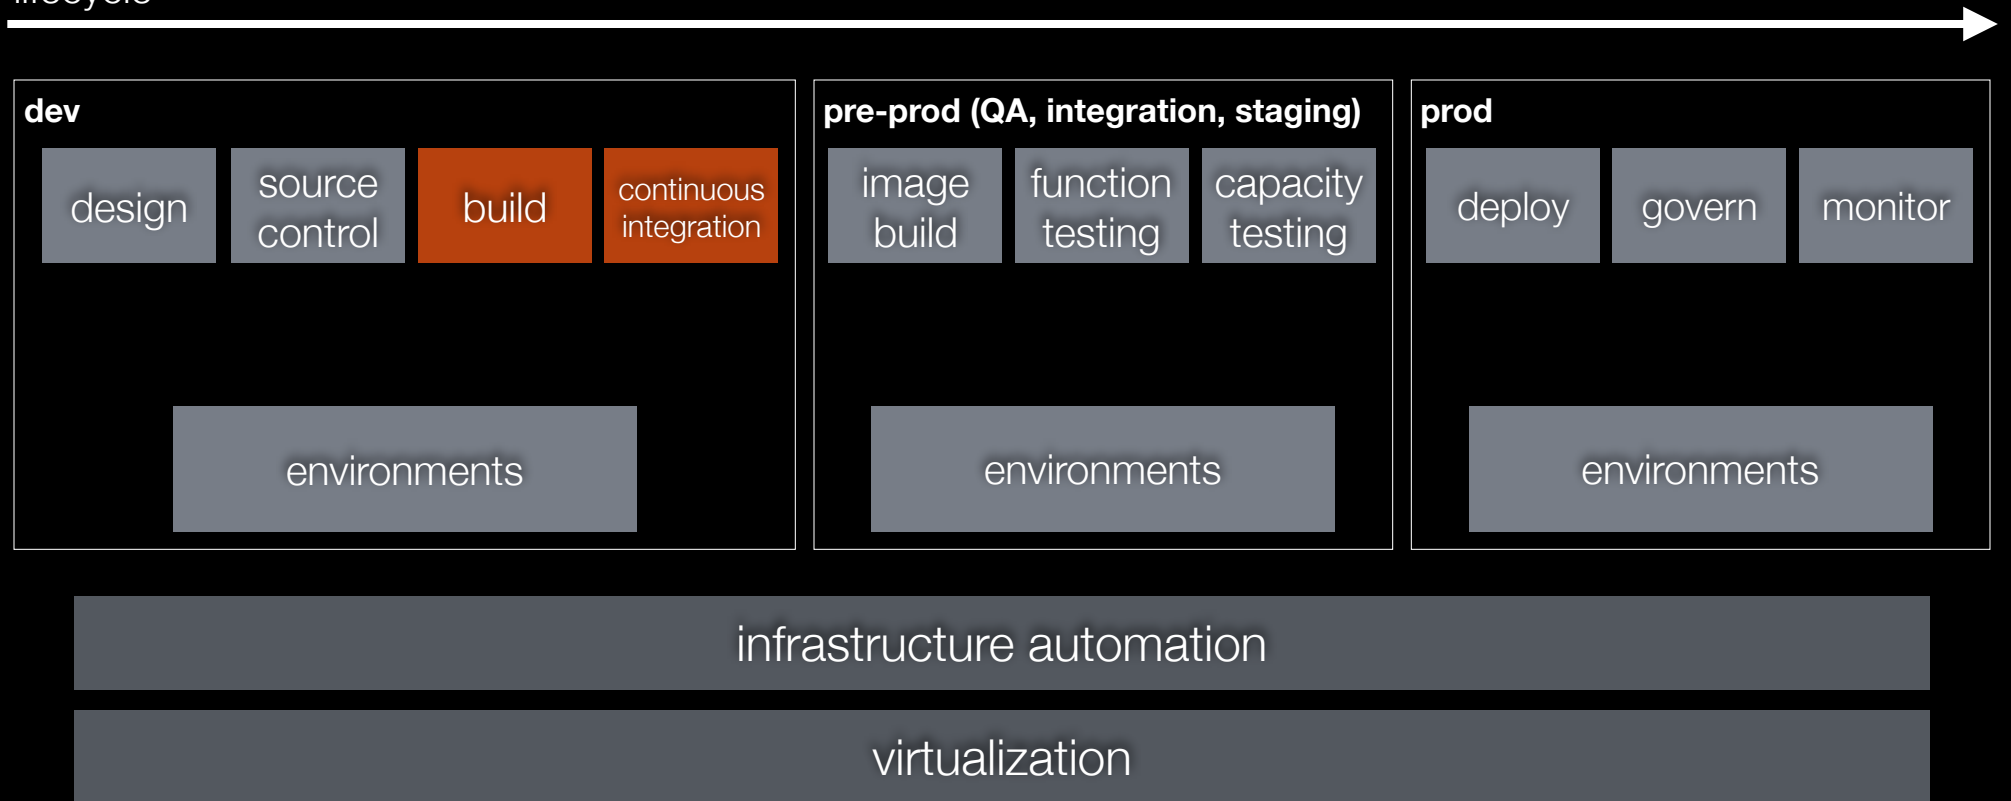 lifecycle
dev
design
source
control
build
continuous
integration
environments
pre-prod (QA, integration, staging)
image
build
function
testing
capacity
testing
environments
prod
deploy
govern
monitor
environments
infrastructure automation
virtualization